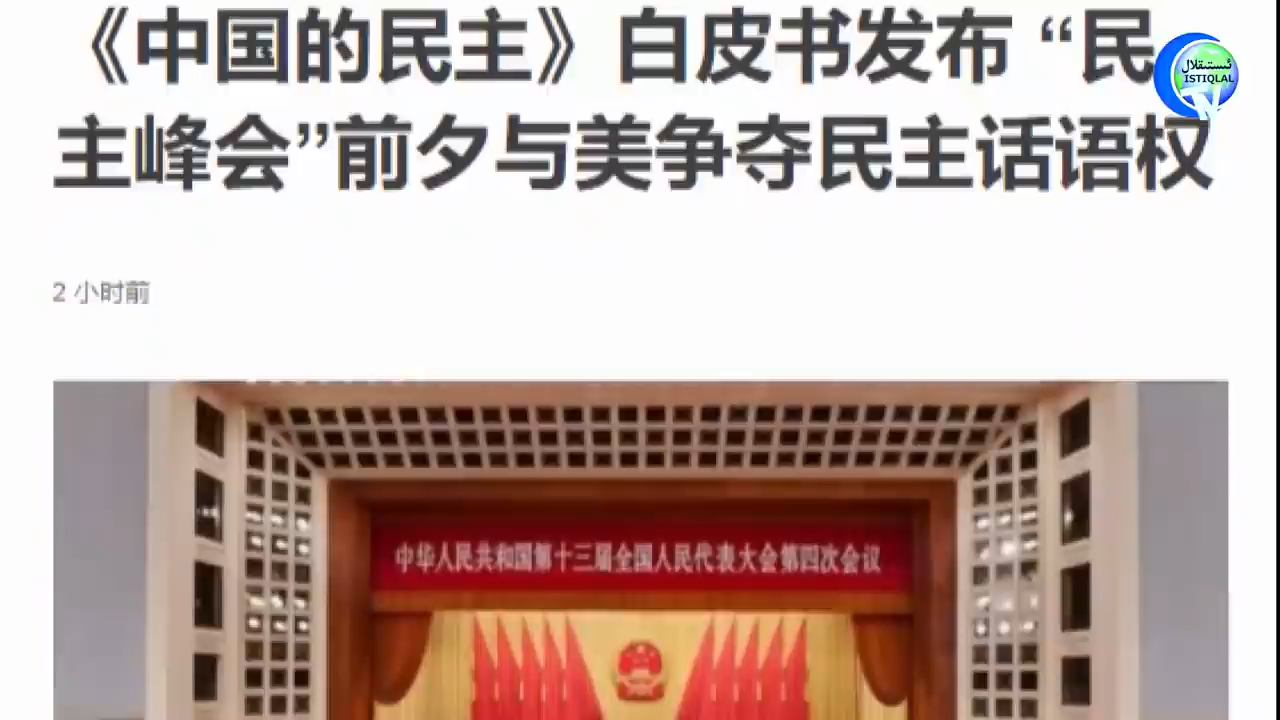 《中国的民主》白皮书发布 “民
主峰会”前夕与美争夺民主话语权
ئىستىقلال
ISTIQLAL
TV
2 小时前
中华人民共和国第十三届全国人民代表大会第四次会议